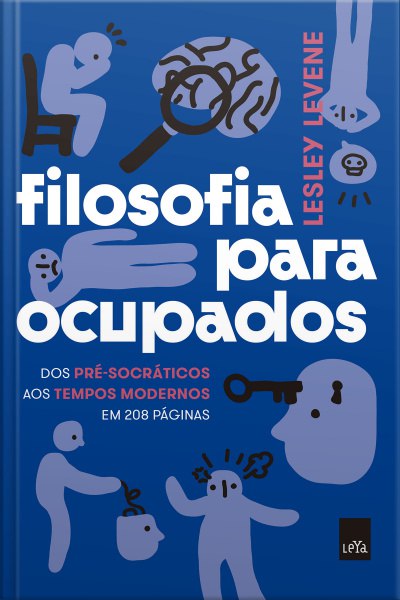 LESLEY LEVENE
filosofia
para
ocupados
DOS PRÉ-SOCRÁTICOS
AOS TEMPOS MODERNOS
EM 208 PÁGINAS
LeYa